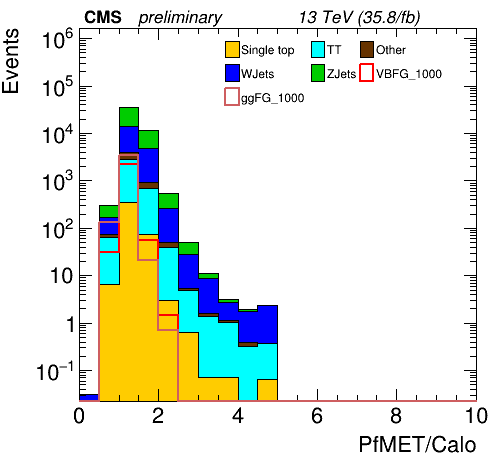 CMS preliminary 13 TeV (35.8/fb)
Events
Single top TT Other
WJets ZJets VBFG_1000
ggFG_1000
10⁶
10⁵
10⁴
10³
10²
10
1
10⁻¹
0 2 4 6 8 10
PfMET/Calo